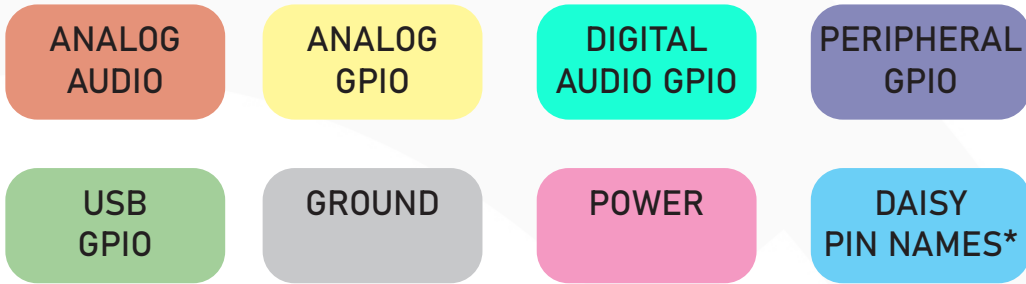 ANALOG
AUDIO
ANALOG
GPIO
DIGITAL
AUDIO GPIO
PERIPHERAL
GPIO
USB
GPIO
GROUND
POWER
DAISY
PIN NAMES*